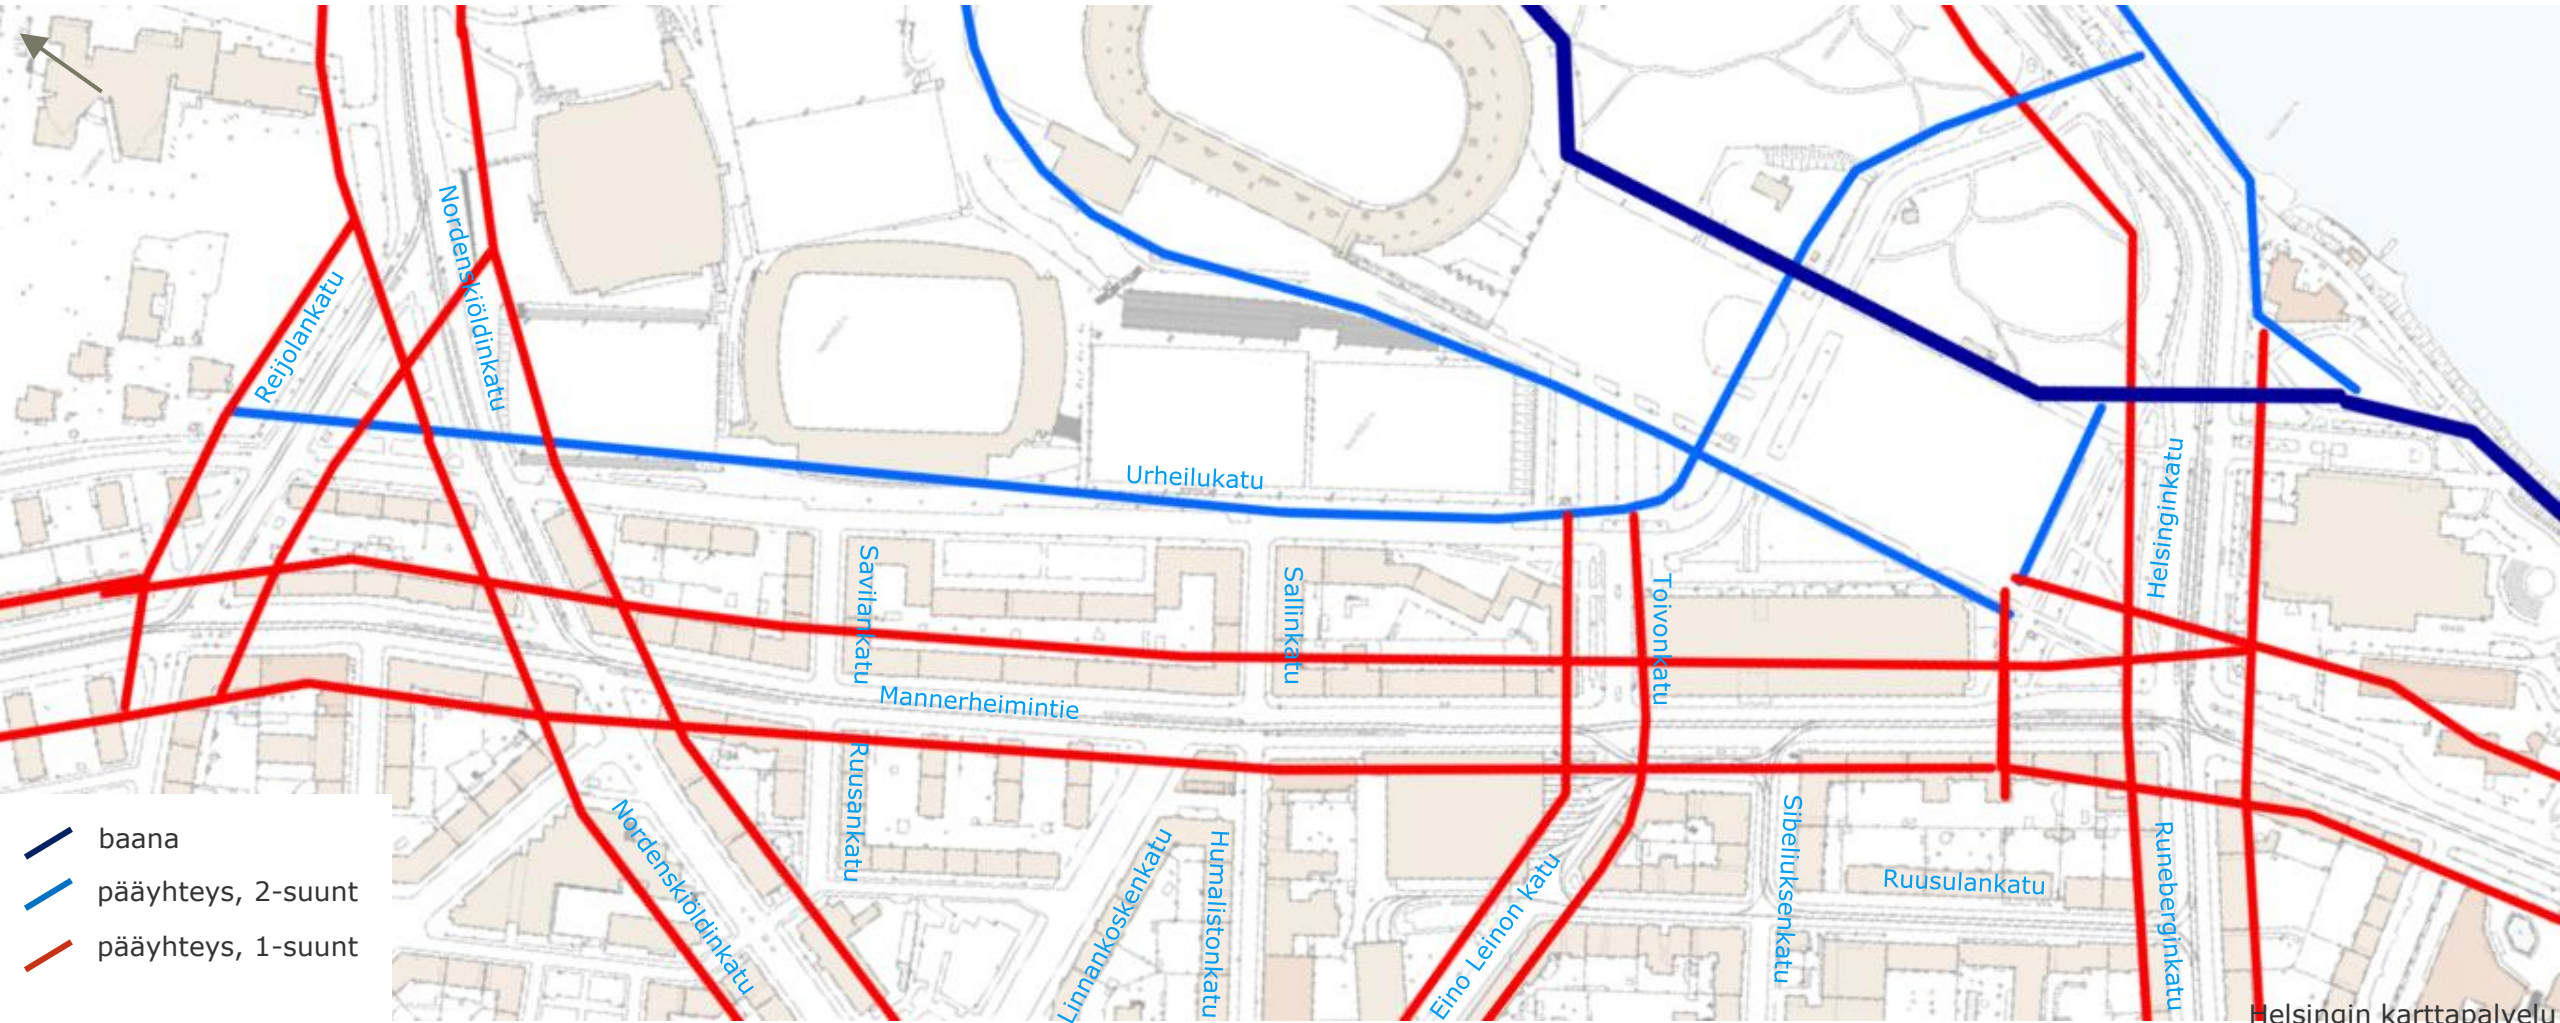 Nordenskiöldinkatu
Reijolankatu
Urheilukatu
Helsinginkatu
Savilankatu
Sallinkatu
Toivonkatu
Mannerheimintie
Ruusankatu
Nordenskiöldinkatu
Linnankoskenkatu
Humalistonkatu
Eino Leinon katu
Sibeliuksenkatu
Ruusulankatu
Runeberginkatu
baana
pääyhteys, 2-suunt
pääyhteys, 1-suunt
Helsingin karttapalvelu